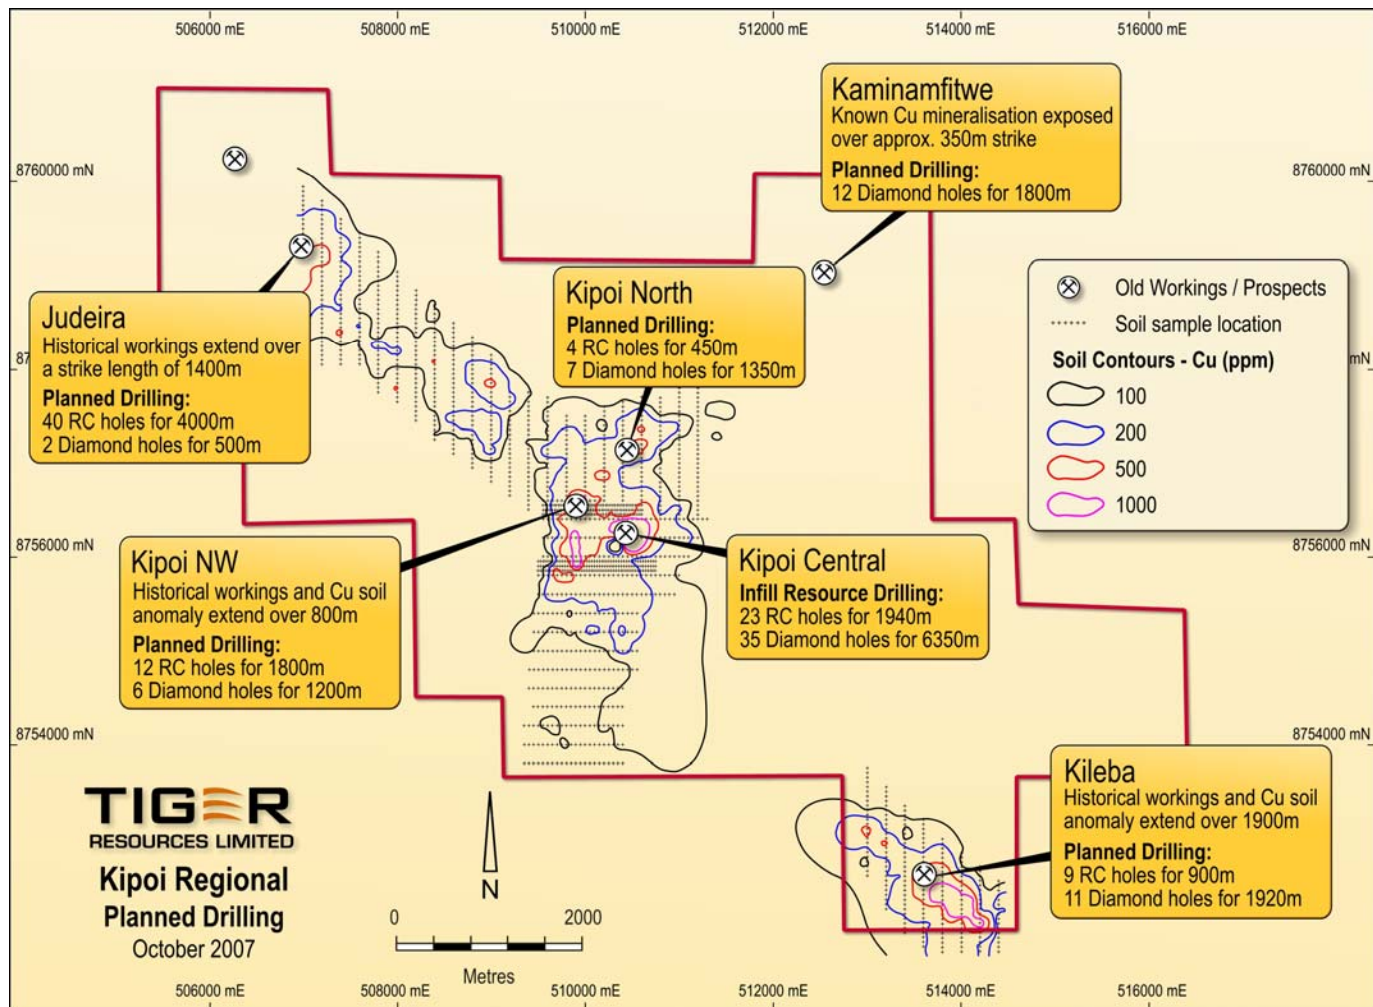 506000 mE
508000 mE
510000 mE
512000 mE
514000 mE
516000 mE
8760000 mN
8760000 mN
Kaminamfitwe
Known Cu mineralisation exposed
over approx. 350m strike
Planned Drilling:
12 Diamond holes for 1800m
Judeira
Historical workings extend over
a strike length of 1400m
Planned Drilling:
40 RC holes for 4000m
2 Diamond holes for 500m
Kipoi North
Planned Drilling:
4 RC holes for 450m
7 Diamond holes for 1350m
Old Workings / Prospects
Soil sample location
Soil Contours - Cu (ppm)
100
200
500
1000
Kipoi NW
Historical workings and Cu soil
anomaly extend over 800m
Planned Drilling:
12 RC holes for 1800m
6 Diamond holes for 1200m
Kipoi Central
Infill Resource Drilling:
23 RC holes for 1940m
35 Diamond holes for 6350m
8756000 mN
8756000 mN
8754000 mN
8754000 mN
Kileba
Historical workings and Cu soil
anomaly extend over 1900m
Planned Drilling:
9 RC holes for 900m
11 Diamond holes for 1920m
TIGER
RESOURCES LIMITED
Kipoi Regional
Planned Drilling
October 2007
N
0
2000
Metres
506000 mE
508000 mE
510000 mE
512000 mE
514000 mE
516000 mE